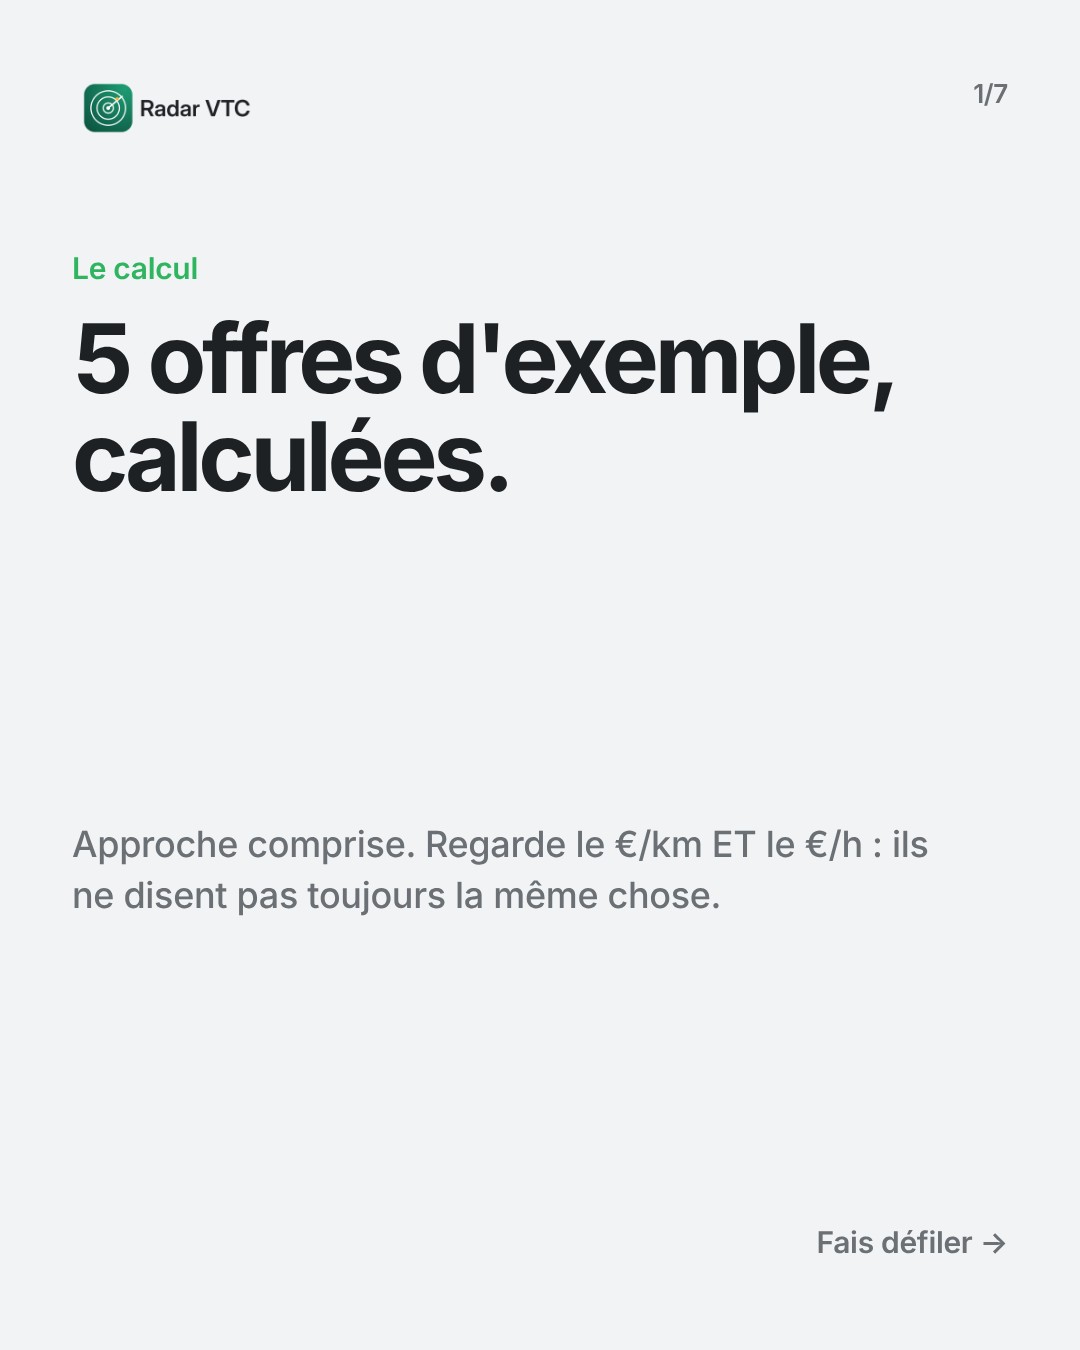 Radar VTC
1/7
Le calcul
5 offres d'exemple,
calculées.
Approche comprise. Regarde le €/km ET le €/h : ils
ne disent pas toujours la même chose.
Fais défiler →